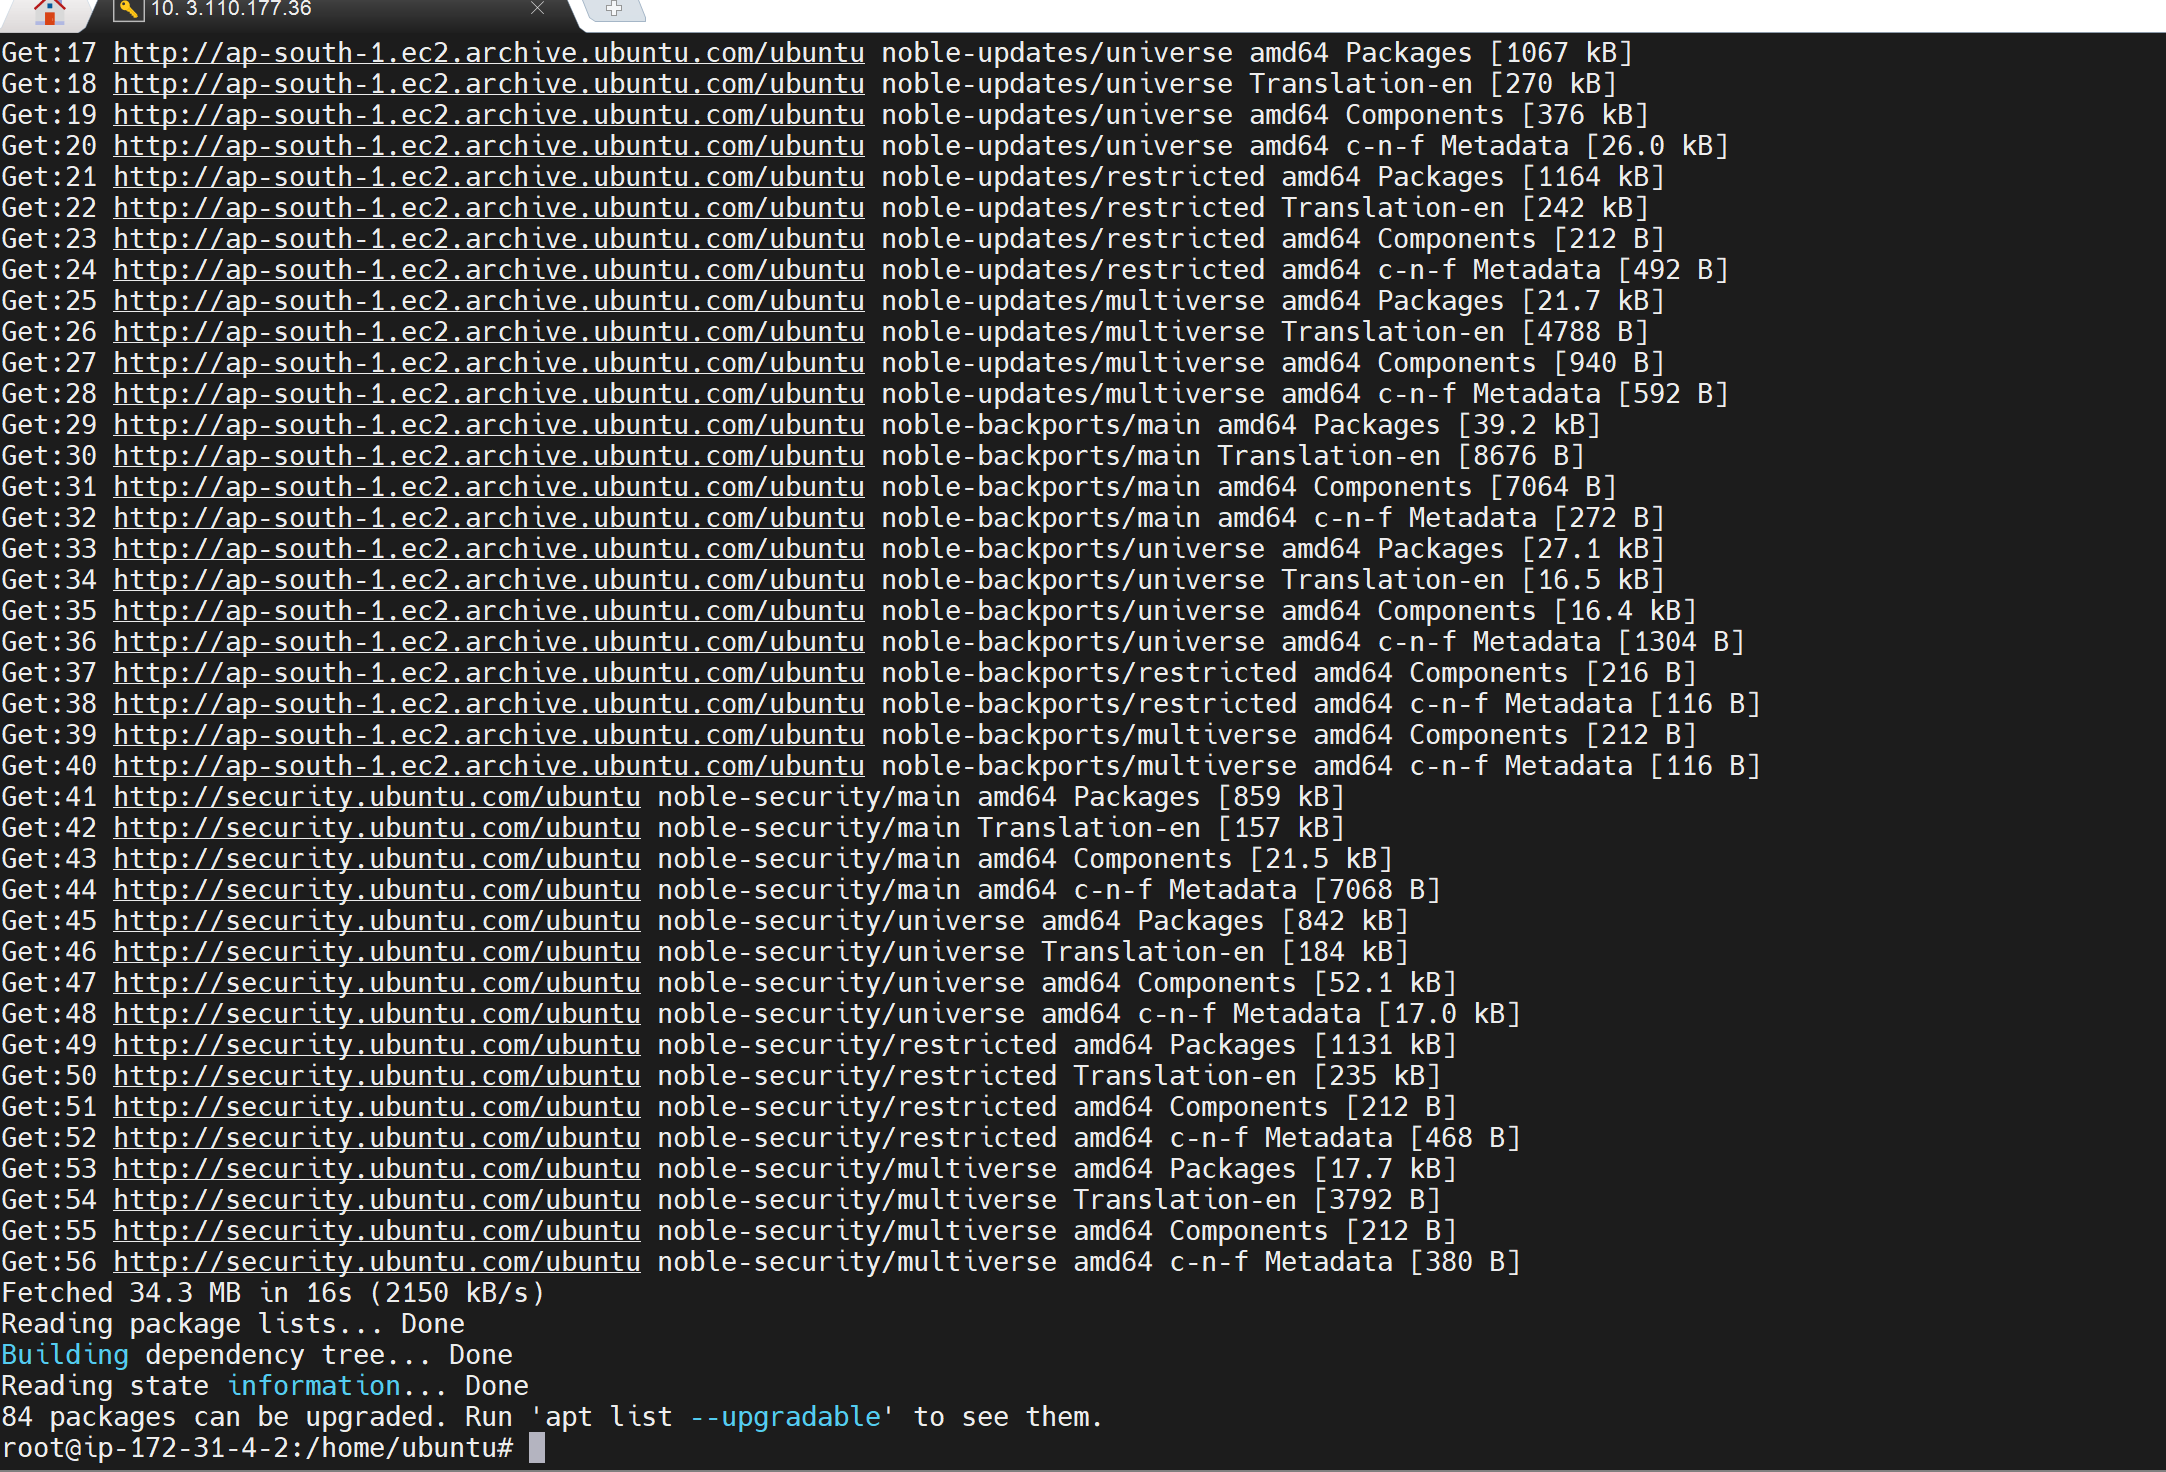 10. 3.110.177.36
Get:17 http://ap-south-1.ec2.archive.ubuntu.com/ubuntu noble-updates/universe amd64 Packages [1067 kB]
Get:18 http://ap-south-1.ec2.archive.ubuntu.com/ubuntu noble-updates/universe Translation-en [270 kB]
Get:19 http://ap-south-1.ec2.archive.ubuntu.com/ubuntu noble-updates/universe amd64 Components [376 kB]
Get:20 http://ap-south-1.ec2.archive.ubuntu.com/ubuntu noble-updates/universe amd64 c-n-f Metadata [26.0 kB]
Get:21 http://ap-south-1.ec2.archive.ubuntu.com/ubuntu noble-updates/restricted amd64 Packages [1164 kB]
Get:22 http://ap-south-1.ec2.archive.ubuntu.com/ubuntu noble-updates/restricted Translation-en [242 kB]
Get:23 http://ap-south-1.ec2.archive.ubuntu.com/ubuntu noble-updates/restricted amd64 Components [212 B]
Get:24 http://ap-south-1.ec2.archive.ubuntu.com/ubuntu noble-updates/restricted amd64 c-n-f Metadata [492 B]
Get:25 http://ap-south-1.ec2.archive.ubuntu.com/ubuntu noble-updates/multiverse amd64 Packages [21.7 kB]
Get:26 http://ap-south-1.ec2.archive.ubuntu.com/ubuntu noble-updates/multiverse Translation-en [4788 B]
Get:27 http://ap-south-1.ec2.archive.ubuntu.com/ubuntu noble-updates/multiverse amd64 Components [940 B]
Get:28 http://ap-south-1.ec2.archive.ubuntu.com/ubuntu noble-updates/multiverse amd64 c-n-f Metadata [592 B]
Get:29 http://ap-south-1.ec2.archive.ubuntu.com/ubuntu noble-backports/main amd64 Packages [39.2 kB]
Get:30 http://ap-south-1.ec2.archive.ubuntu.com/ubuntu noble-backports/main Translation-en [8676 B]
Get:31 http://ap-south-1.ec2.archive.ubuntu.com/ubuntu noble-backports/main amd64 Components [7064 B]
Get:32 http://ap-south-1.ec2.archive.ubuntu.com/ubuntu noble-backports/main amd64 c-n-f Metadata [272 B]
Get:33 http://ap-south-1.ec2.archive.ubuntu.com/ubuntu noble-backports/universe amd64 Packages [27.1 kB]
Get:34 http://ap-south-1.ec2.archive.ubuntu.com/ubuntu noble-backports/universe Translation-en [16.5 kB]
Get:35 http://ap-south-1.ec2.archive.ubuntu.com/ubuntu noble-backports/universe amd64 Components [16.4 kB]
Get:36 http://ap-south-1.ec2.archive.ubuntu.com/ubuntu noble-backports/universe amd64 c-n-f Metadata [1304 B]
Get:37 http://ap-south-1.ec2.archive.ubuntu.com/ubuntu noble-backports/restricted amd64 Components [216 B]
Get:38 http://ap-south-1.ec2.archive.ubuntu.com/ubuntu noble-backports/restricted amd64 c-n-f Metadata [116 B]
Get:39 http://ap-south-1.ec2.archive.ubuntu.com/ubuntu noble-backports/multiverse amd64 Components [212 B]
Get:40 http://ap-south-1.ec2.archive.ubuntu.com/ubuntu noble-backports/multiverse amd64 c-n-f Metadata [116 B]
Get:41 http://security.ubuntu.com/ubuntu noble-security/main amd64 Packages [859 kB]
Get:42 http://security.ubuntu.com/ubuntu noble-security/main Translation-en [157 kB]
Get:43 http://security.ubuntu.com/ubuntu noble-security/main amd64 Components [21.5 kB]
Get:44 http://security.ubuntu.com/ubuntu noble-security/main amd64 c-n-f Metadata [7068 B]
Get:45 http://security.ubuntu.com/ubuntu noble-security/universe amd64 Packages [842 kB]
Get:46 http://security.ubuntu.com/ubuntu noble-security/universe Translation-en [184 kB]
Get:47 http://security.ubuntu.com/ubuntu noble-security/universe amd64 Components [52.1 kB]
Get:48 http://security.ubuntu.com/ubuntu noble-security/universe amd64 c-n-f Metadata [17.0 kB]
Get:49 http://security.ubuntu.com/ubuntu noble-security/restricted amd64 Packages [1131 kB]
Get:50 http://security.ubuntu.com/ubuntu noble-security/restricted Translation-en [235 kB]
Get:51 http://security.ubuntu.com/ubuntu noble-security/restricted amd64 Components [212 B]
Get:52 http://security.ubuntu.com/ubuntu noble-security/restricted amd64 c-n-f Metadata [468 B]
Get:53 http://security.ubuntu.com/ubuntu noble-security/multiverse amd64 Packages [17.7 kB]
Get:54 http://security.ubuntu.com/ubuntu noble-security/multiverse Translation-en [3792 B]
Get:55 http://security.ubuntu.com/ubuntu noble-security/multiverse amd64 Components [212 B]
Get:56 http://security.ubuntu.com/ubuntu noble-security/multiverse amd64 c-n-f Metadata [380 B]
Fetched 34.3 MB in 16s (2150 kB/s)
Reading package lists... Done
Building dependency tree... Done
Reading state information... Done
84 packages can be upgraded. Run 'apt list --upgradable' to see them.
root@ip-172-31-4-2:/home/ubuntu#